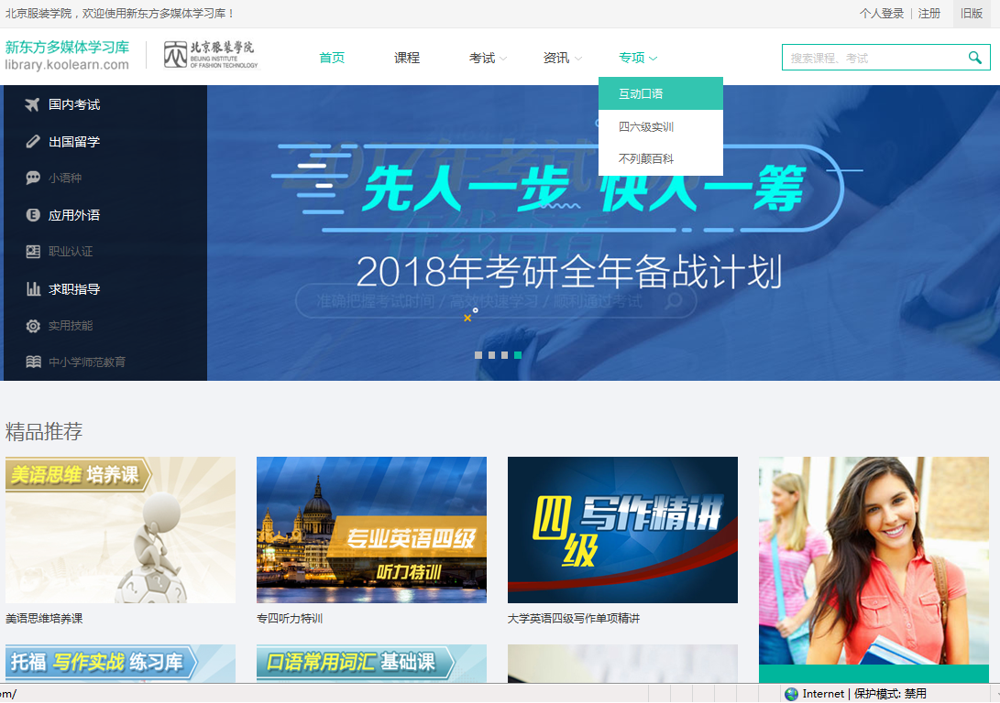 北京服装学院，欢迎使用新东方多媒体学习库！
个人登录 | 注册 旧版
新东方多媒体学习库
library.koolearn.com
北京服装學院
BEIJING INSTITUTE
OF FASHION TECHNOLOGY
首页 课程 考试 资讯 专项
搜索课程、考试
互动口语
四六级实训
不列颠百科
国内考试
出国留学
小语种
应用外语
职业认证
求职指导
实用技能
中小学师范教育
先人一步 快人一筹
2018年考研全年备战计划
准确把握考试时间 / 高效快速学习 / 顺利通过考试
精品推荐
美语思维 培养课
专业英语四级
听力特训
四级
写作精讲
美语思维培养课
专四听力特训
大学英语四级写作单项精讲
托福 写作实战 练习库
口语常用词汇 基础课
om/
Internet | 保护模式: 禁用